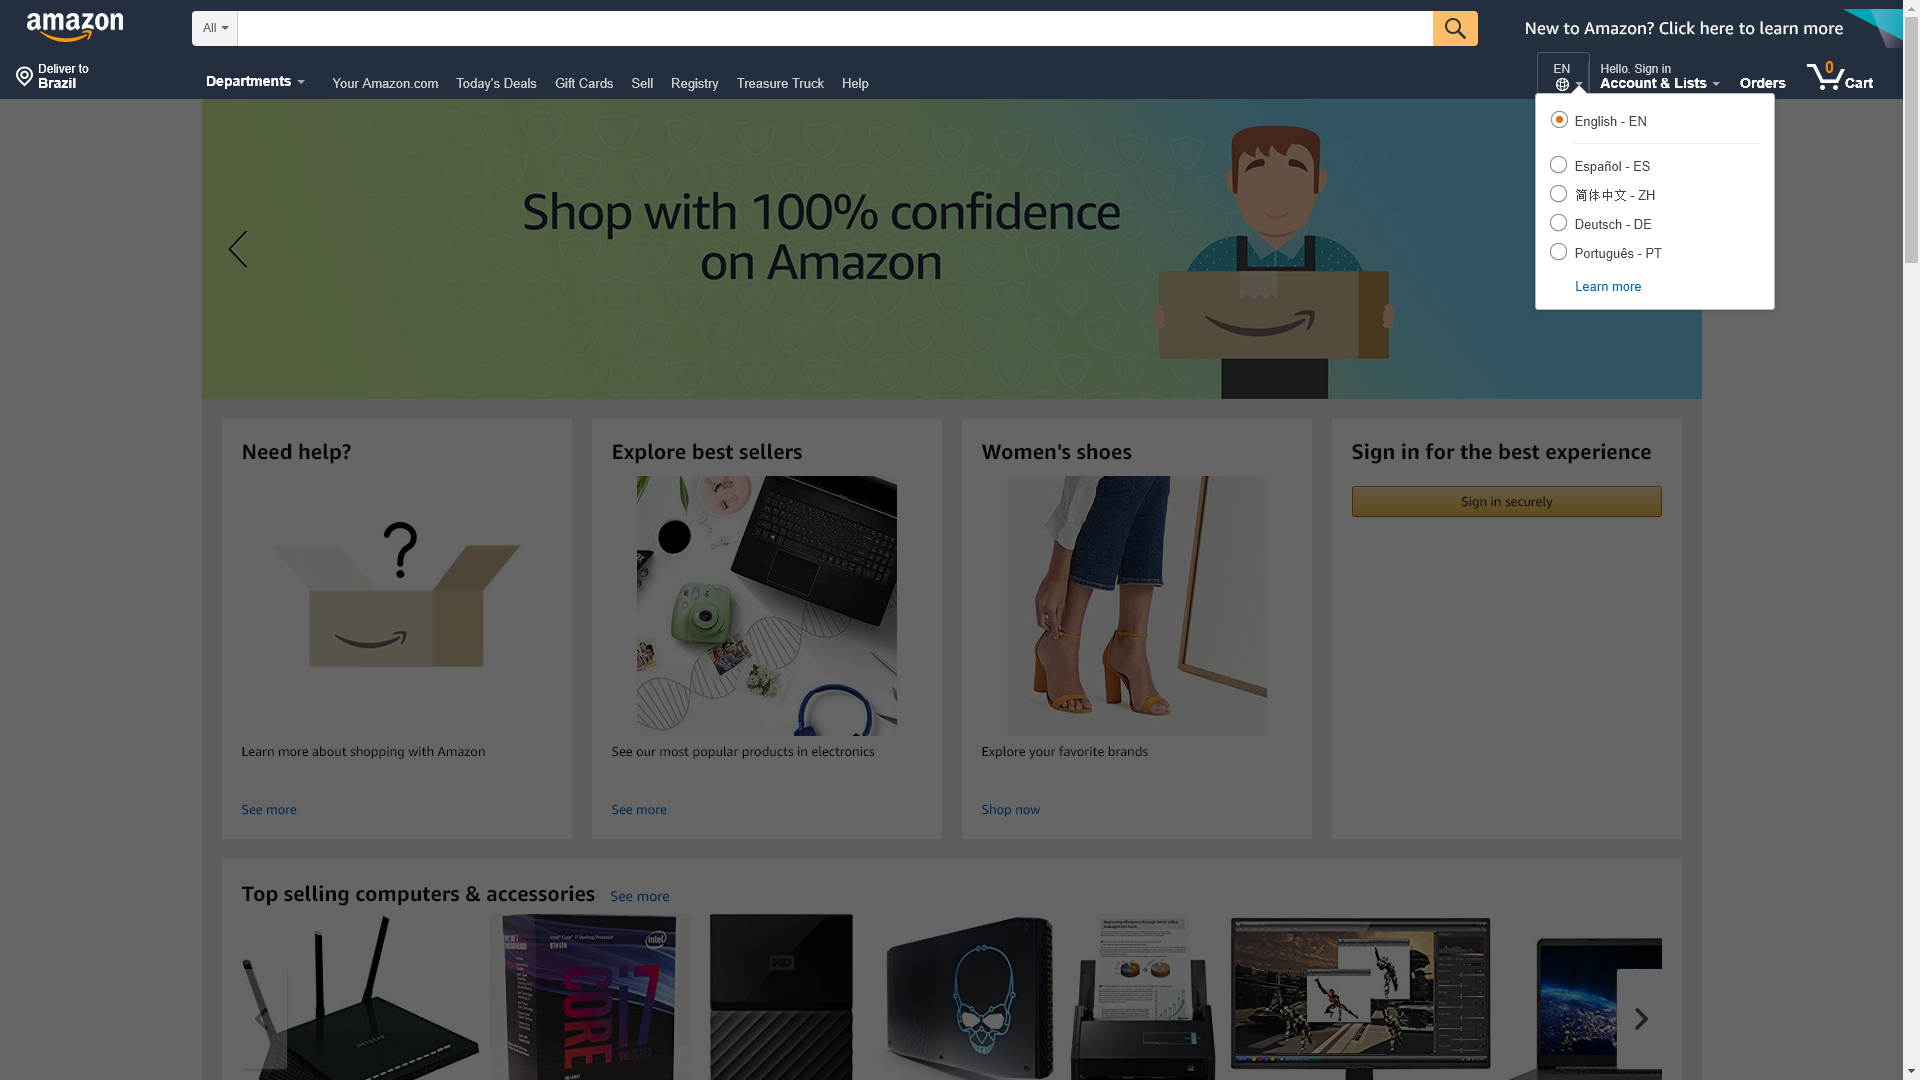 amazon
All
New to Amazon? Click here to learn more
Deliver to
Brazil
Departments
Your Amazon.com
Today's Deals
Gift Cards
Sell
Registry
Treasure Truck
Help
EN
Hello. Sign in
Account & Lists
Orders
0
Cart
English - EN
Español - ES
简体中文 - ZH
Deutsch - DE
Português - PT
Learn more
Shop with 100% confidence
on Amazon
Need help?
?
Learn more about shopping with Amazon
See more
Explore best sellers
See our most popular products in electronics
See more
Women's shoes
Explore your favorite brands
Shop now
Sign in for the best experience
Sign in securely
Top selling computers & accessories
See more
NETGEAR
intel
CORE
i7
UNLOCKED
WD